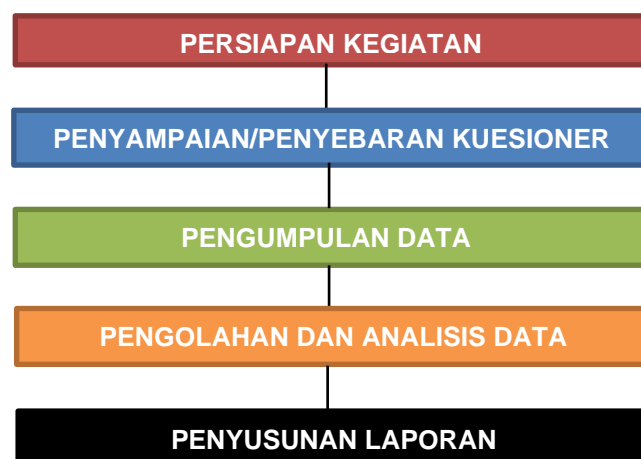 PERSIAPAN KEGIATAN
PENYAMPAIAN/PENYEBARAN KUESIONER
PENGUMPULAN DATA
PENGOLAHAN DAN ANALISIS DATA
PENYUSUNAN LAPORAN